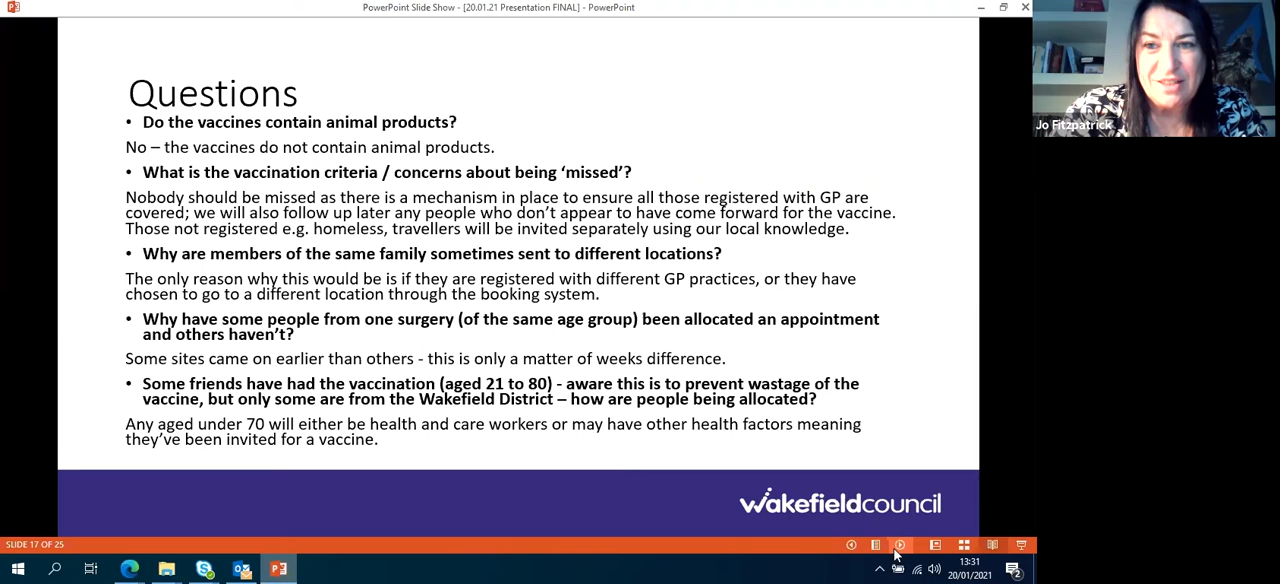 PowerPoint Slide Show - [20.01.21 Presentation FINAL] - PowerPoint
Jo Fitzpatrick
Questions
• Do the vaccines contain animal products?
No – the vaccines do not contain animal products.
• What is the vaccination criteria / concerns about being ‘missed’?
Nobody should be missed as there is a mechanism in place to ensure all those registered with GP are
covered; we will also follow up later any people who don’t appear to have come forward for the vaccine.
Those not registered e.g. homeless, travellers will be invited separately using our local knowledge.
• Why are members of the same family sometimes sent to different locations?
The only reason why this would be is if they are registered with different GP practices, or they have
chosen to go to a different location through the booking system.
• Why have some people from one surgery (of the same age group) been allocated an appointment
and others haven’t?
Some sites came on earlier than others - this is only a matter of weeks difference.
• Some friends have had the vaccination (aged 21 to 80) - aware this is to prevent wastage of the
vaccine, but only some are from the Wakefield District – how are people being allocated?
Any aged under 70 will either be health and care workers or may have other health factors meaning
they’ve been invited for a vaccine.
wakefieldcouncil
SLIDE 17 OF 25
13:31
20/01/2021
2